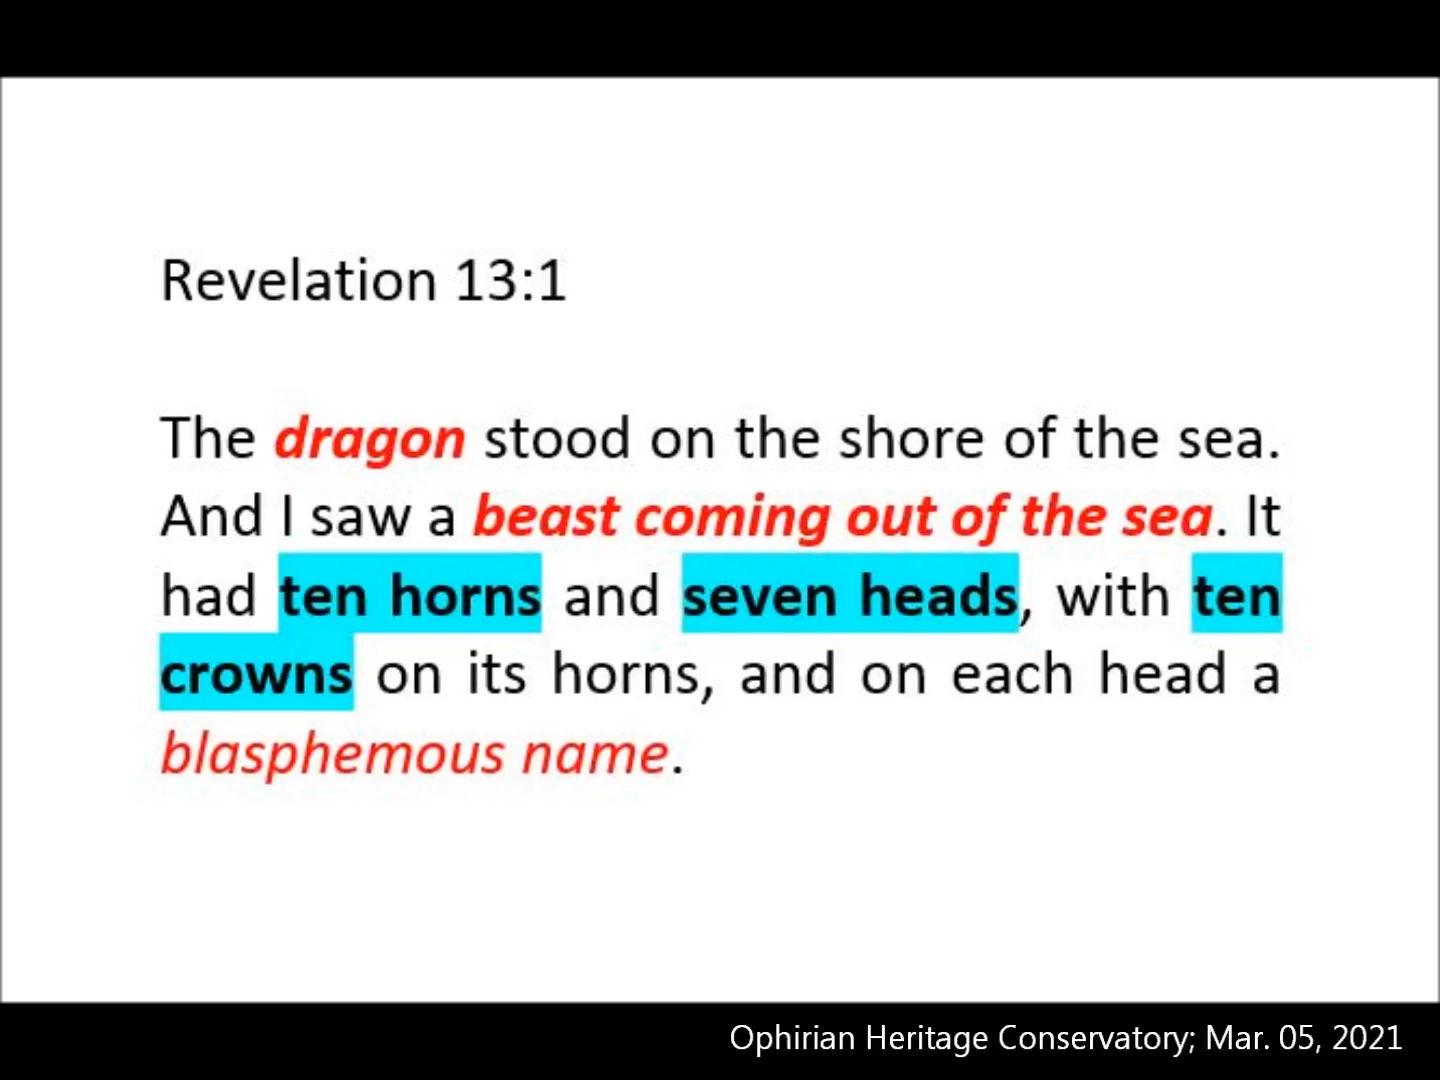 Revelation 13:1
The dragon stood on the shore of the sea.
And I saw a beast coming out of the sea. It
had ten horns and seven heads, with ten
crowns on its horns, and on each head a
blasphemous name.
Ophirian Heritage Conservatory; Mar. 05, 2021